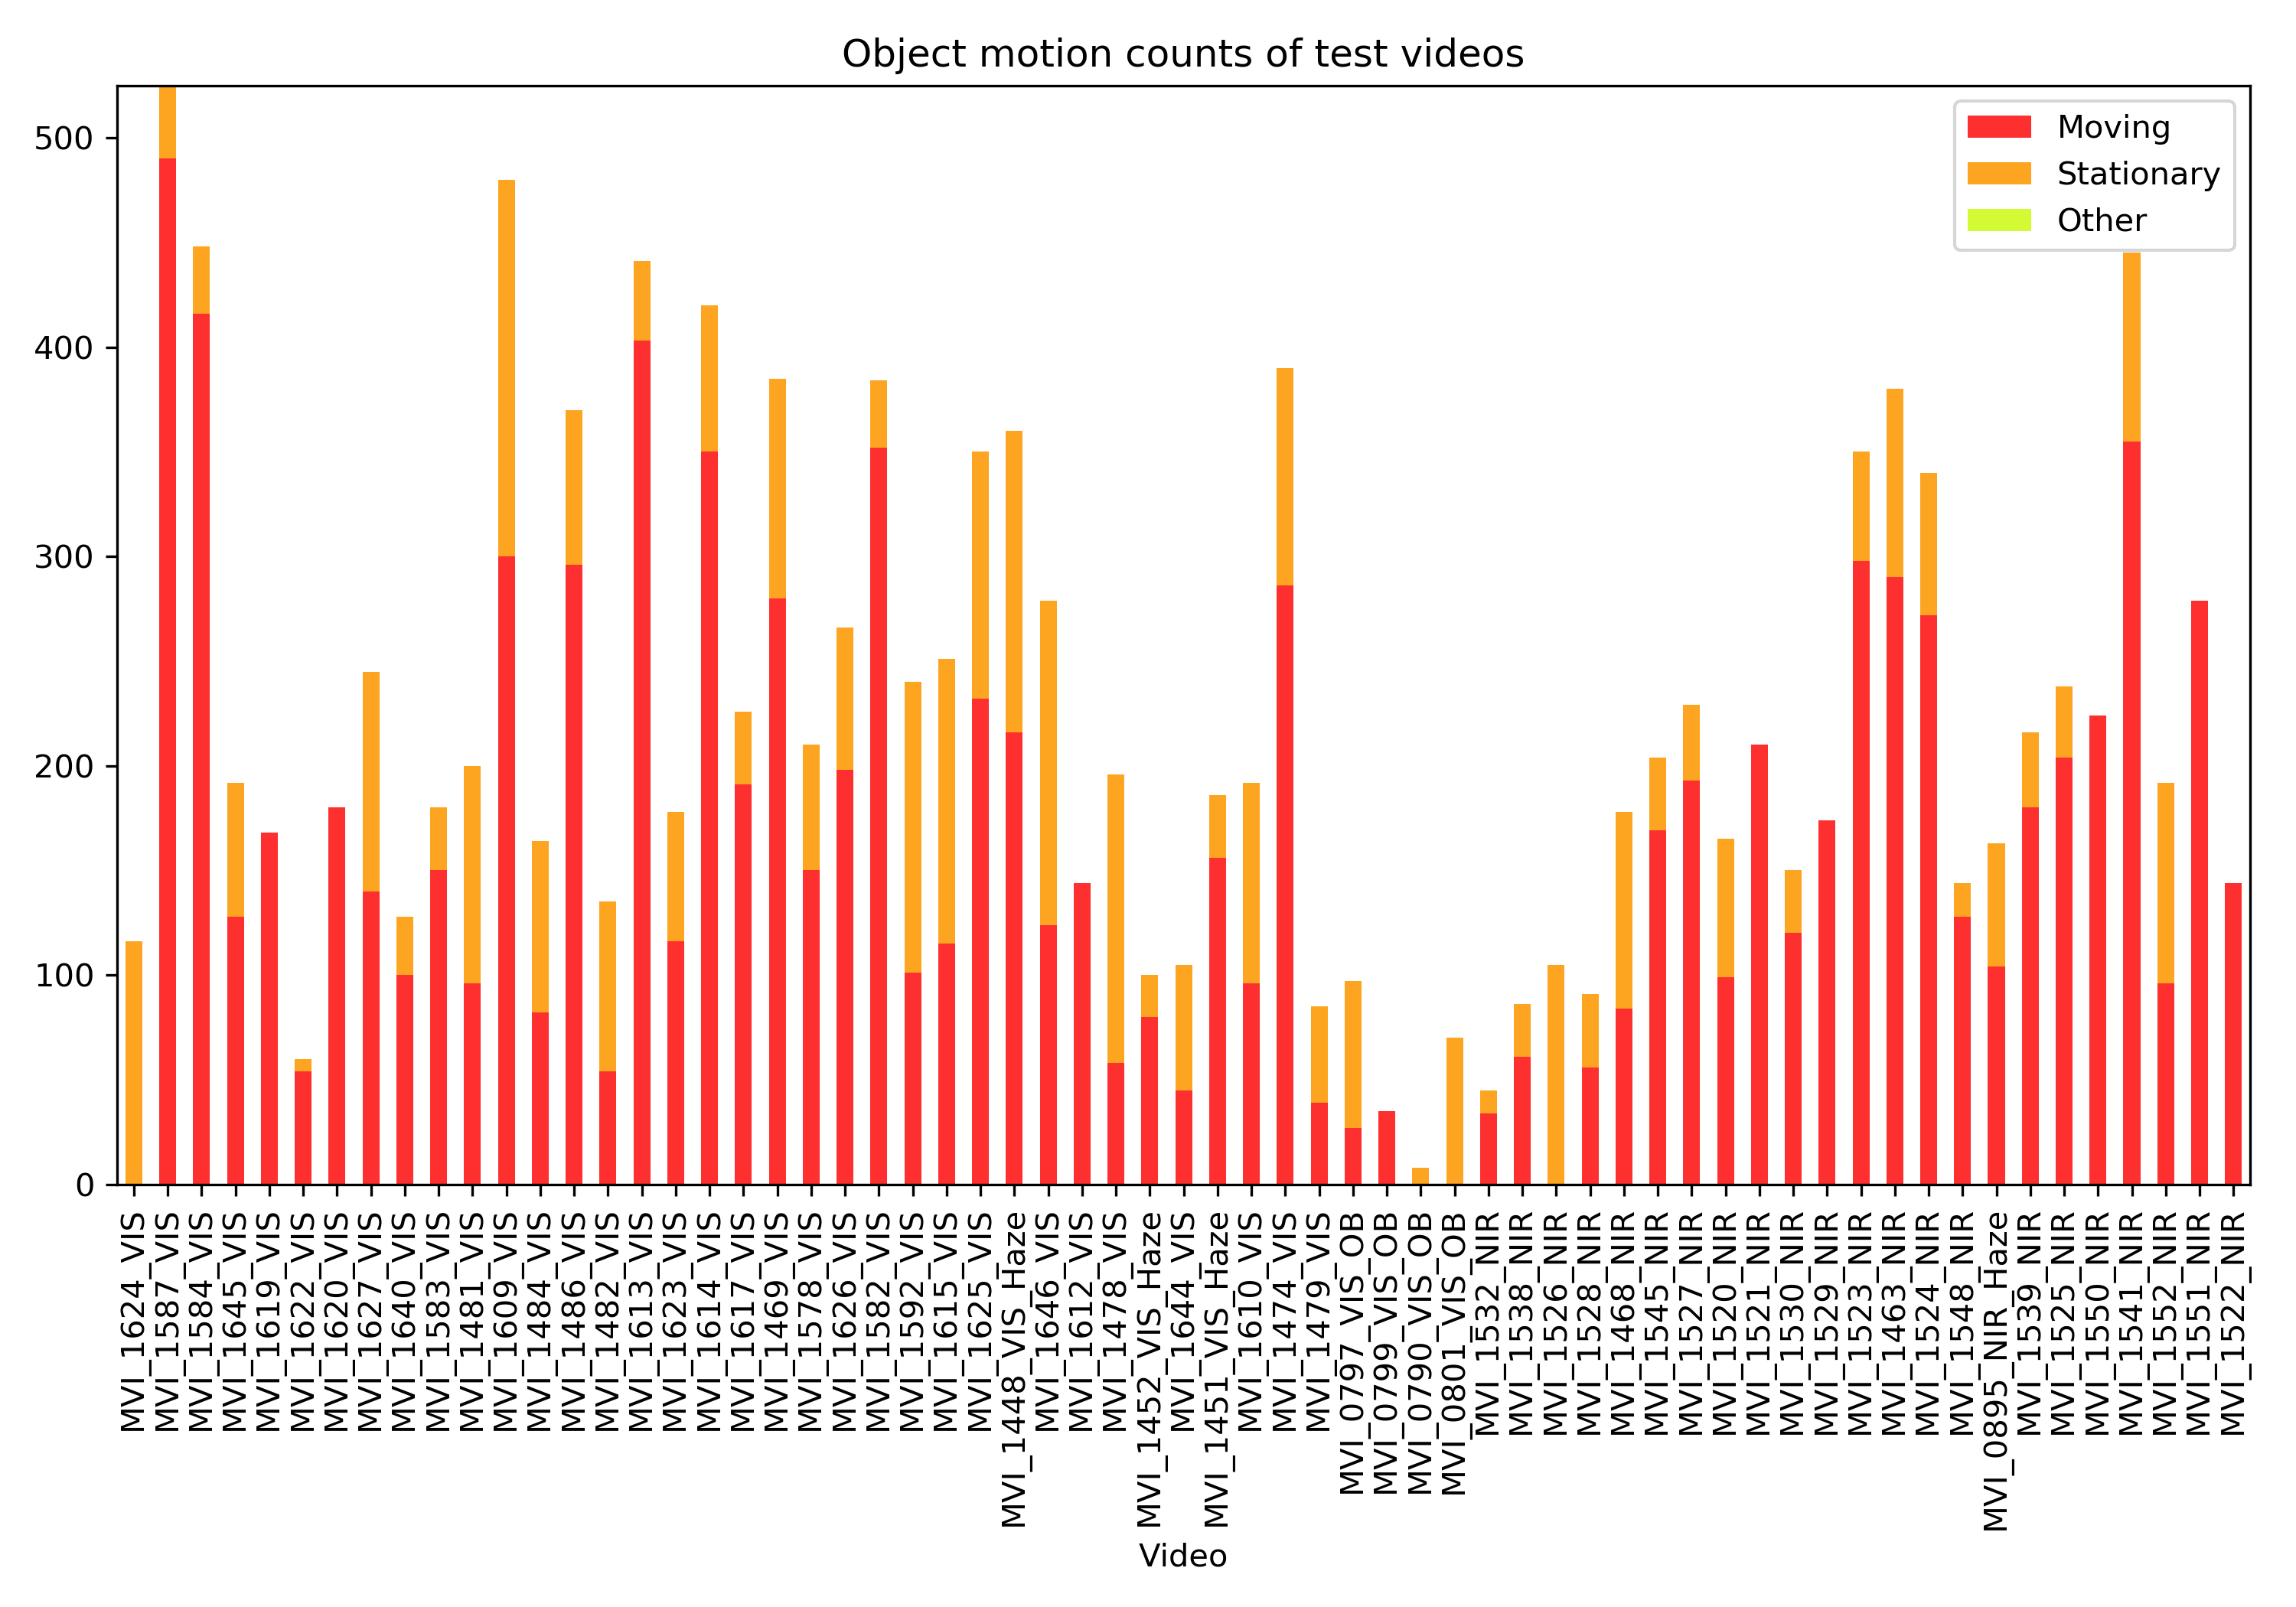 Object motion counts of test videos
500
400
300
200
100
0
Moving
Stationary
Other
MVI_1624_VIS
MVI_1587_VIS
MVI_1584_VIS
MVI_1645_VIS
MVI_1619_VIS
MVI_1622_VIS
MVI_1620_VIS
MVI_1627_VIS
MVI_1640_VIS
MVI_1583_VIS
MVI_1481_VIS
MVI_1609_VIS
MVI_1484_VIS
MVI_1486_VIS
MVI_1482_VIS
MVI_1613_VIS
MVI_1623_VIS
MVI_1614_VIS
MVI_1617_VIS
MVI_1469_VIS
MVI_1578_VIS
MVI_1626_VIS
MVI_1582_VIS
MVI_1592_VIS
MVI_1615_VIS
MVI_1625_VIS
MVI_1448_VIS_Haze
MVI_1646_VIS
MVI_1612_VIS
MVI_1478_VIS
MVI_1452_VIS_Haze
MVI_1644_VIS
MVI_1451_VIS_Haze
MVI_1610_VIS
MVI_1474_VIS
MVI_1479_VIS
MVI_0797_VIS_OB
MVI_0799_VIS_OB
MVI_0790_VIS_OB
MVI_0801_VIS_OB
MVI_1532_NIR
MVI_1538_NIR
MVI_1526_NIR
MVI_1528_NIR
MVI_1468_NIR
MVI_1545_NIR
MVI_1527_NIR
MVI_1520_NIR
MVI_1521_NIR
MVI_1530_NIR
MVI_1529_NIR
MVI_1523_NIR
MVI_1463_NIR
MVI_1524_NIR
MVI_1548_NIR
MVI_0895_NIR_Haze
MVI_1539_NIR
MVI_1525_NIR
MVI_1550_NIR
MVI_1541_NIR
MVI_1552_NIR
MVI_1551_NIR
MVI_1522_NIR
Video